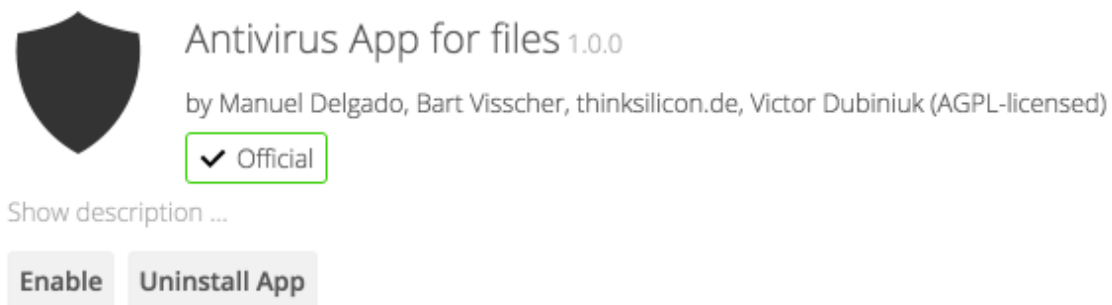 Antivirus App for files 1.0.0
by Manuel Delgado, Bart Visscher, thinksilicon.de, Victor Dubiniuk (AGPL-licensed)
Official
Show description ...
Enable Uninstall App